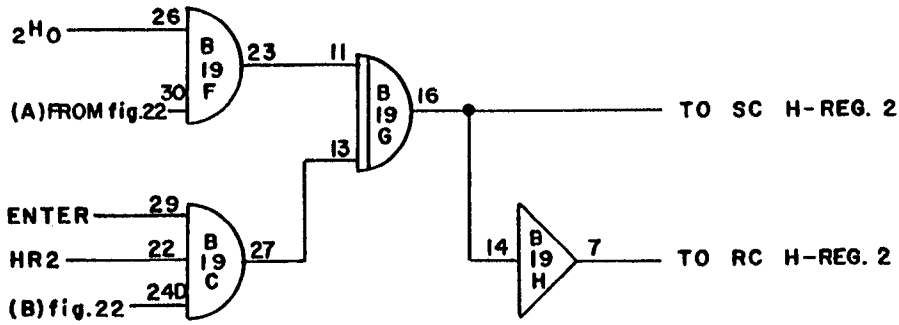 2HO
26
B
19
F
23
30
(A)FROM fig.22
11
B
19
G
16
13
TO SC H-REG. 2
ENTER
29
B
19
C
27
HR2
22
(B)fig.22
24D
14
B
19
H
7
TO RC H-REG. 2